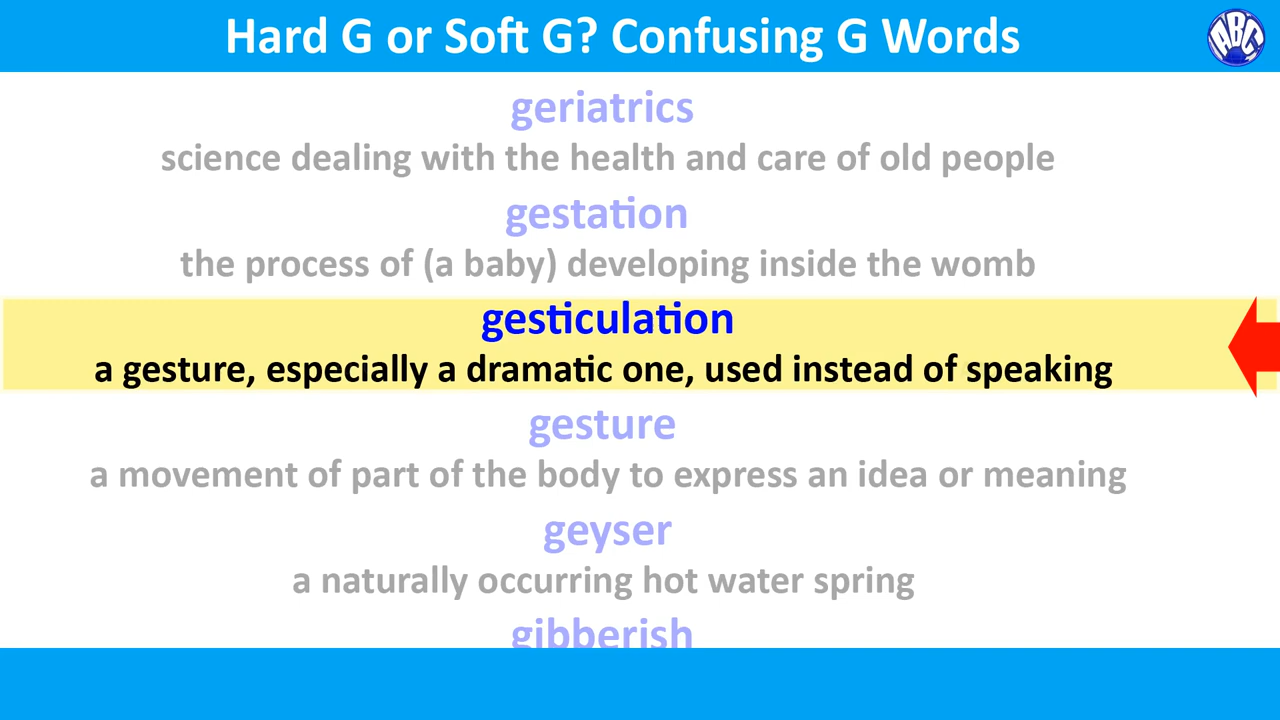 Hard G or Soft G? Confusing G Words
ABC
geriatrics
science dealing with the health and care of old people
gestation
the process of (a baby) developing inside the womb
gesticulation
a gesture, especially a dramatic one, used instead of speaking
gesture
a movement of part of the body to express an idea or meaning
geyser
a naturally occurring hot water spring
gibberish